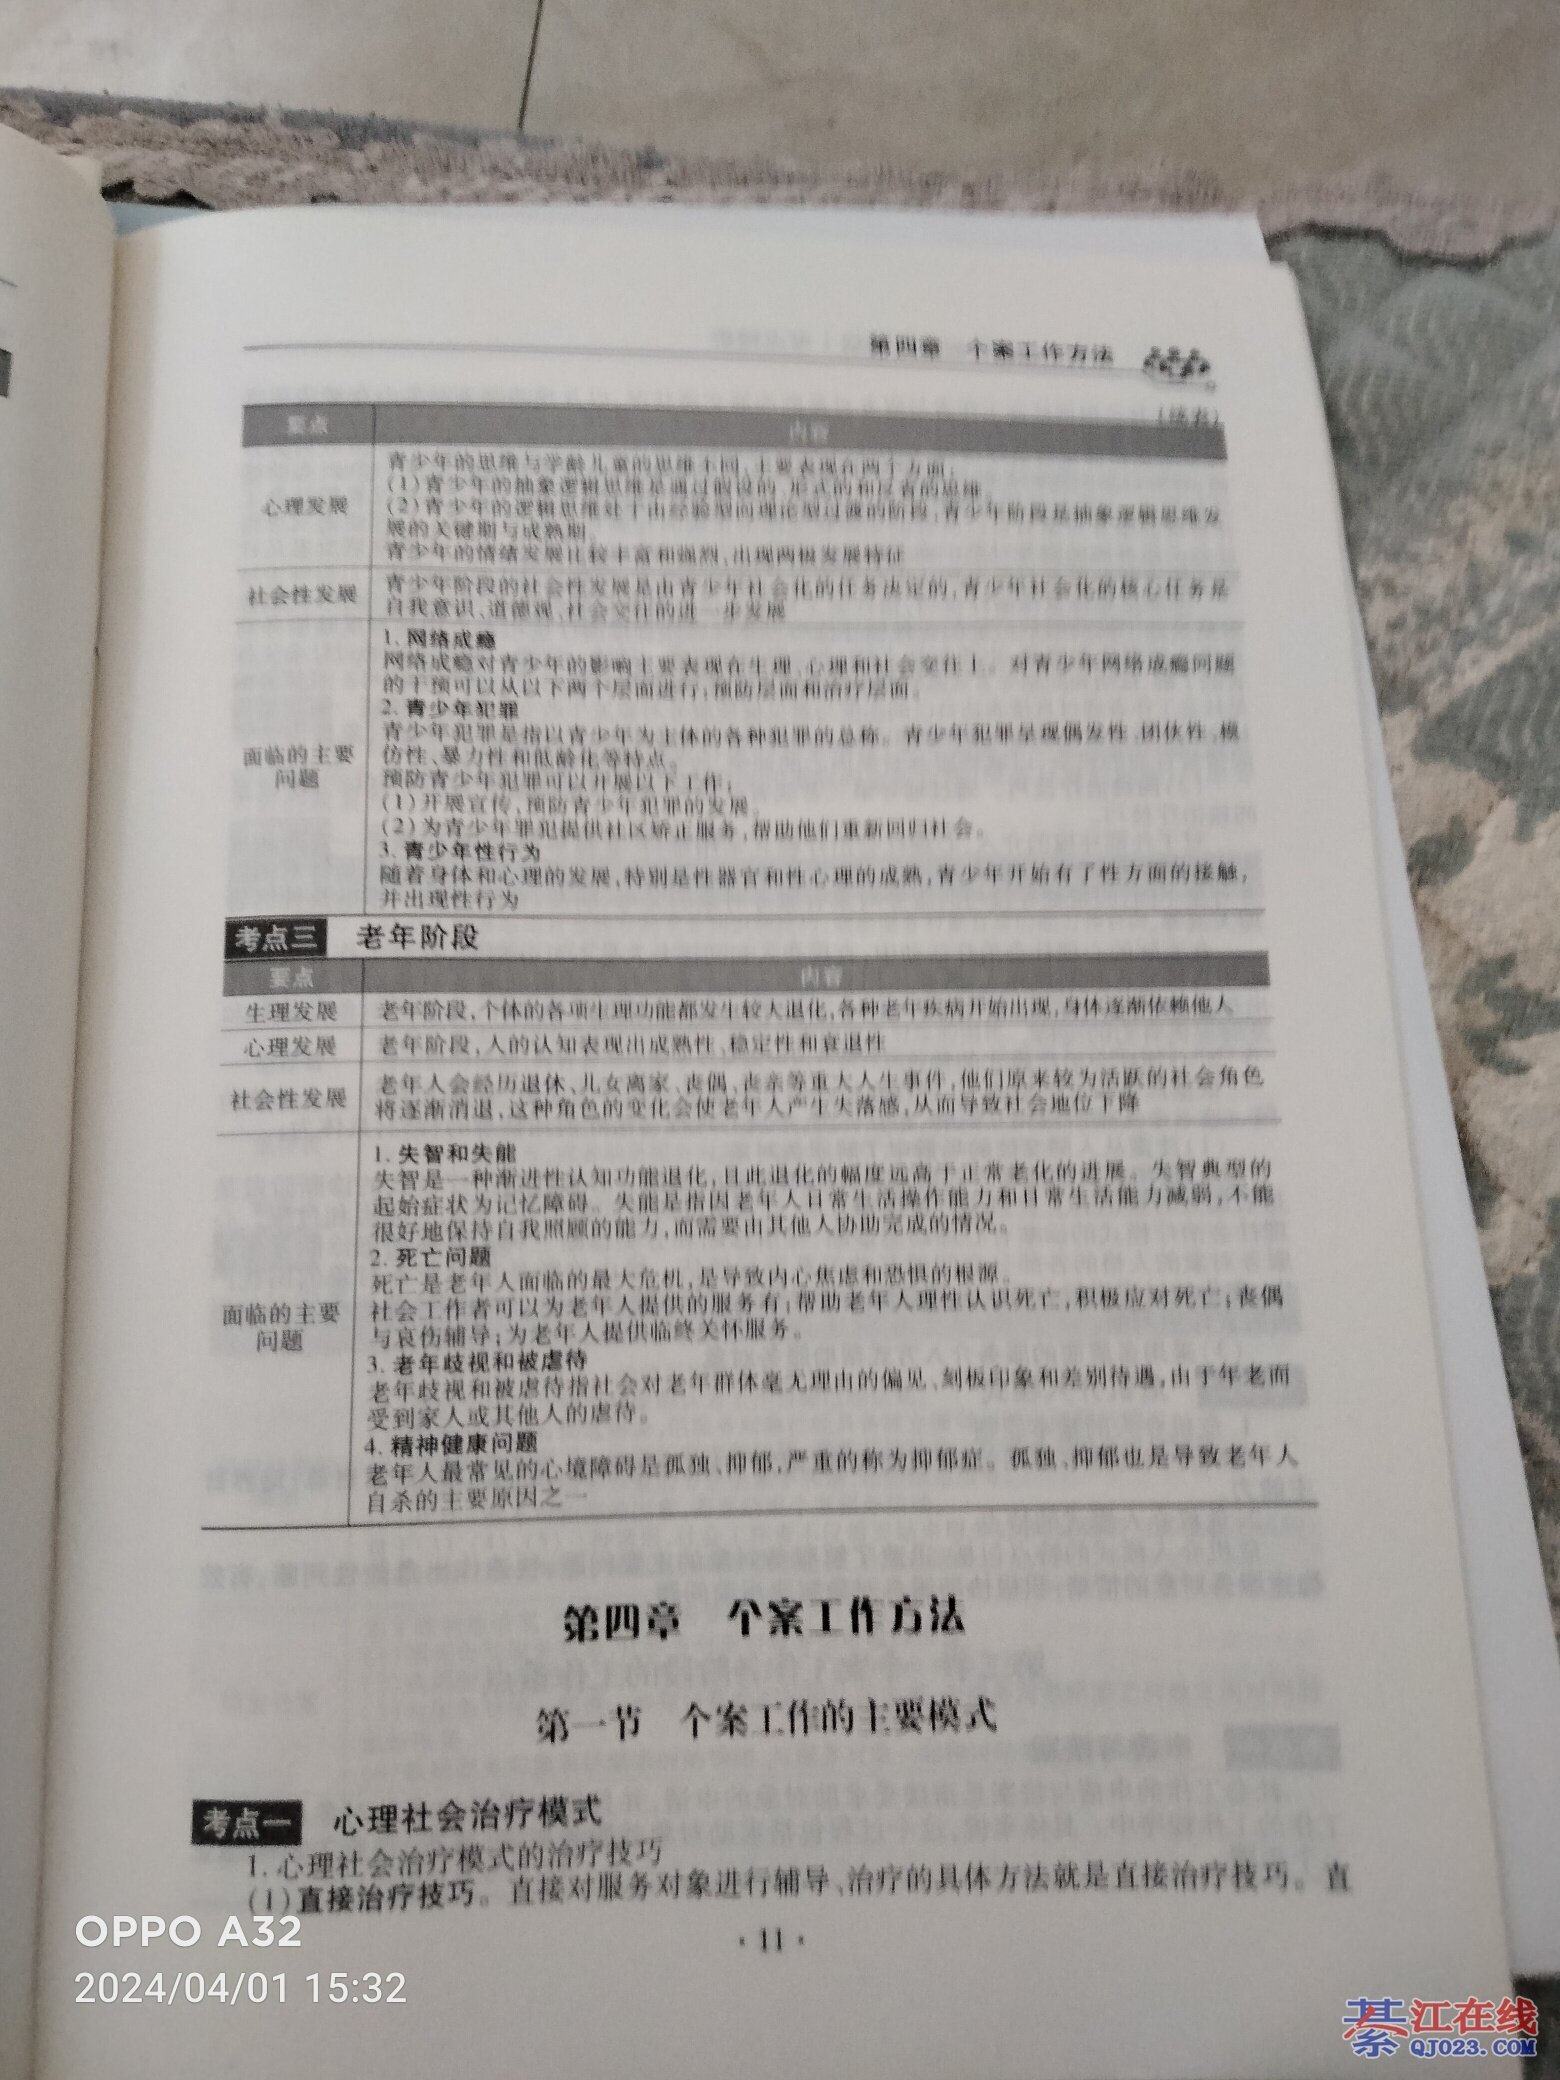 第四章 个案工作方法
(续表)
要点 内容
心理发展
青少年的思维与学龄儿童的思维不同,主要表现在两个方面:
(1)青少年的抽象逻辑思维是通过假设的、形式的和反省的思维。
(2)青少年的逻辑思维处于由经验型向理论型过渡的阶段,青少年阶段是抽象逻辑思维发
展的关键期与成熟期。
青少年的情绪发展比较丰富和强烈,出现两极发展特征
社会性发展
青少年阶段的社会性发展是由青少年社会化的任务决定的,青少年社会化的核心任务是
自我意识、道德观、社会交往的进一步发展
面临的主要
问题
1. 网络成瘾
网络成瘾对青少年的影响主要表现在生理、心理和社会交往上。对青少年网络成瘾问题
的干预可以从以下两个层面进行:预防层面和治疗层面。
2. 青少年犯罪
青少年犯罪是指以青少年为主体的各种犯罪的总称。青少年犯罪呈现偶发性、团伙性、模
仿性、暴力性和低龄化等特点。
预防青少年犯罪可以开展以下工作:
(1)开展宣传,预防青少年犯罪的发展。
(2)为青少年罪犯提供社区矫正服务,帮助他们重新回归社会。
3. 青少年性行为
随着身体和心理的发展,特别是性器官和性心理的成熟,青少年开始有了性方面的接触,
并出现性行为
考点三 老年阶段
要点 内容
生理发展 老年阶段,个体的各项生理功能都发生较大退化,各种老年疾病开始出现,身体逐渐依赖他人
心理发展 老年阶段,人的认知表现出成熟性、稳定性和衰退性
社会性发展
老年人会经历退休、儿女离家、丧偶、丧亲等重大人生事件,他们原来较为活跃的社会角色
将逐渐消退,这种角色的变化会使老年人产生失落感,从而导致社会地位下降
面临的主要
问题
1. 失智和失能
失智是一种渐进性认知功能退化,且此退化的幅度远高于正常老化的进展。失智典型的
起始症状为记忆障碍。失能是指因老年人日常生活操作能力和日常生活能力减弱,不能
很好地保持自我照顾的能力,而需要由其他人协助完成的情况。
2. 死亡问题
死亡是老年人面临的最大危机,是导致内心焦虑和恐惧的根源。
社会工作者可以为老年人提供的服务有:帮助老年人理性认识死亡,积极应对死亡;丧偶
与哀伤辅导;为老年人提供临终关怀服务。
3. 老年歧视和被虐待
老年歧视和被虐待指社会对老年群体毫无理由的偏见、刻板印象和差别待遇,由于年老而
受到家人或其他人的虐待。
4. 精神健康问题
老年人最常见的心境障碍是孤独、抑郁,严重的称为抑郁症。孤独、抑郁也是导致老年人
自杀的主要原因之一
第四章 个案工作方法
第一节 个案工作的主要模式
考点一 心理社会治疗模式
1. 心理社会治疗模式的治疗技巧
(1)直接治疗技巧。直接对服务对象进行辅导、治疗的具体方法就是直接治疗技巧。直
· 11 ·
OPPO A32
2024/04/01 15:32
綦江在线
QJ023.COM